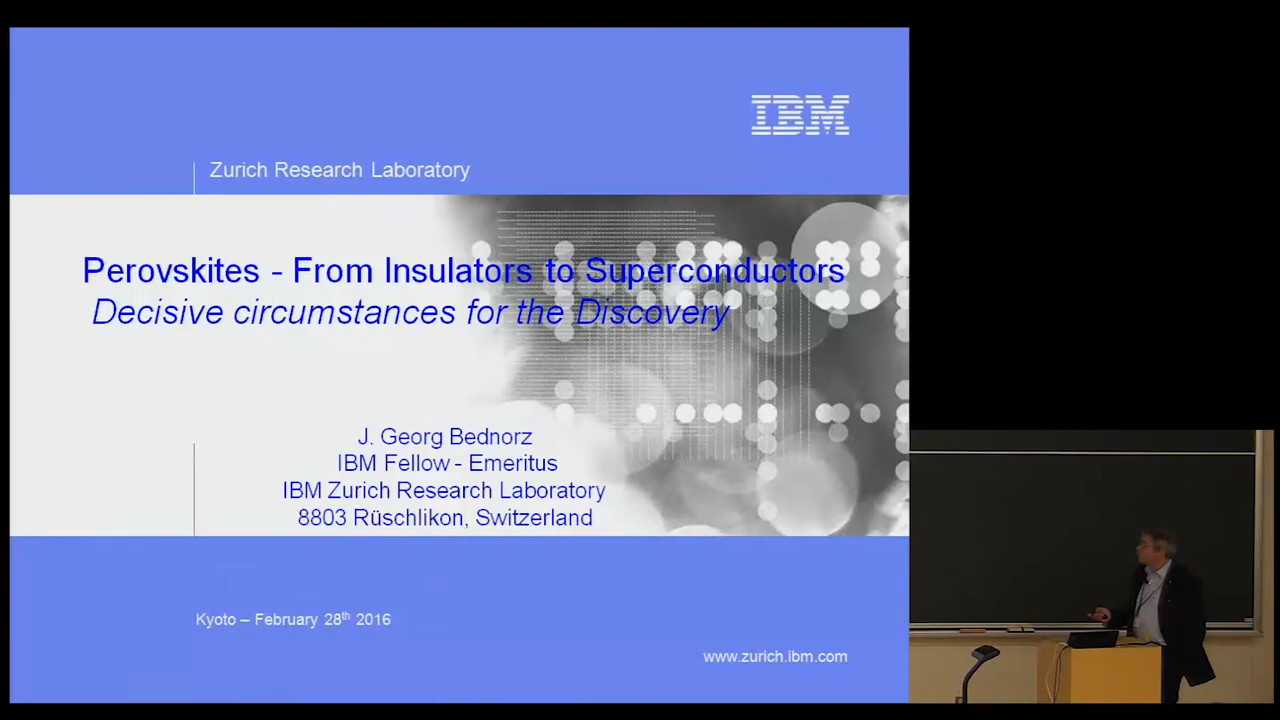 IBM
Zurich Research Laboratory
Perovskites - From Insulators to Superconductors
Decisive circumstances for the Discovery
J. Georg Bednorz
IBM Fellow - Emeritus
IBM Zurich Research Laboratory
8803 Rüschlikon, Switzerland
Kyoto – February 28th 2016
www.zurich.ibm.com